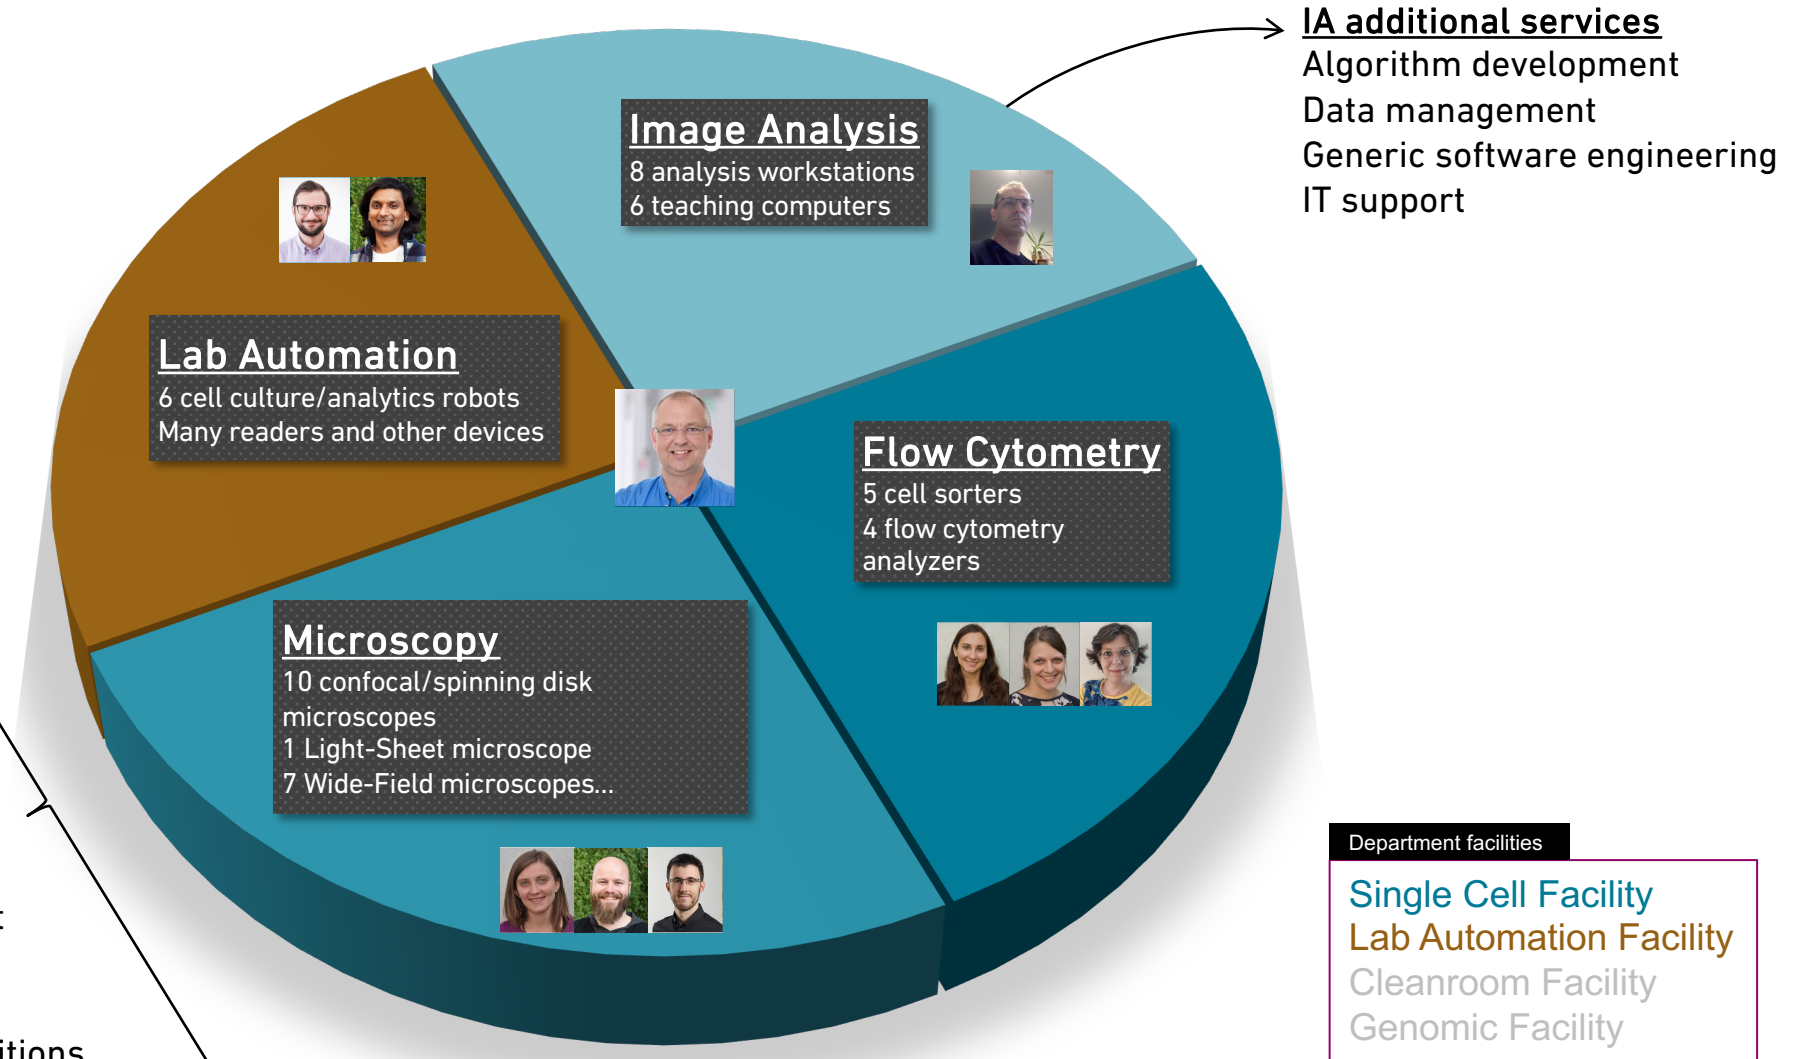 IA additional services
Algorithm development
Data management
Generic software engineering
IT support
Image Analysis
8 analysis workstations
6 teaching computers
Lab Automation
6 cell culture/analytics robots
Many readers and other devices
Flow Cytometry
5 cell sorters
4 flow cytometry
analyzers
Microscopy
10 confocal/spinning disk
microscopes
1 Light-Sheet microscope
7 Wide-Field microscopes...
Department facilities
Single Cell Facility
Lab Automation Facility
Cleanroom Facility
Genomic Facility